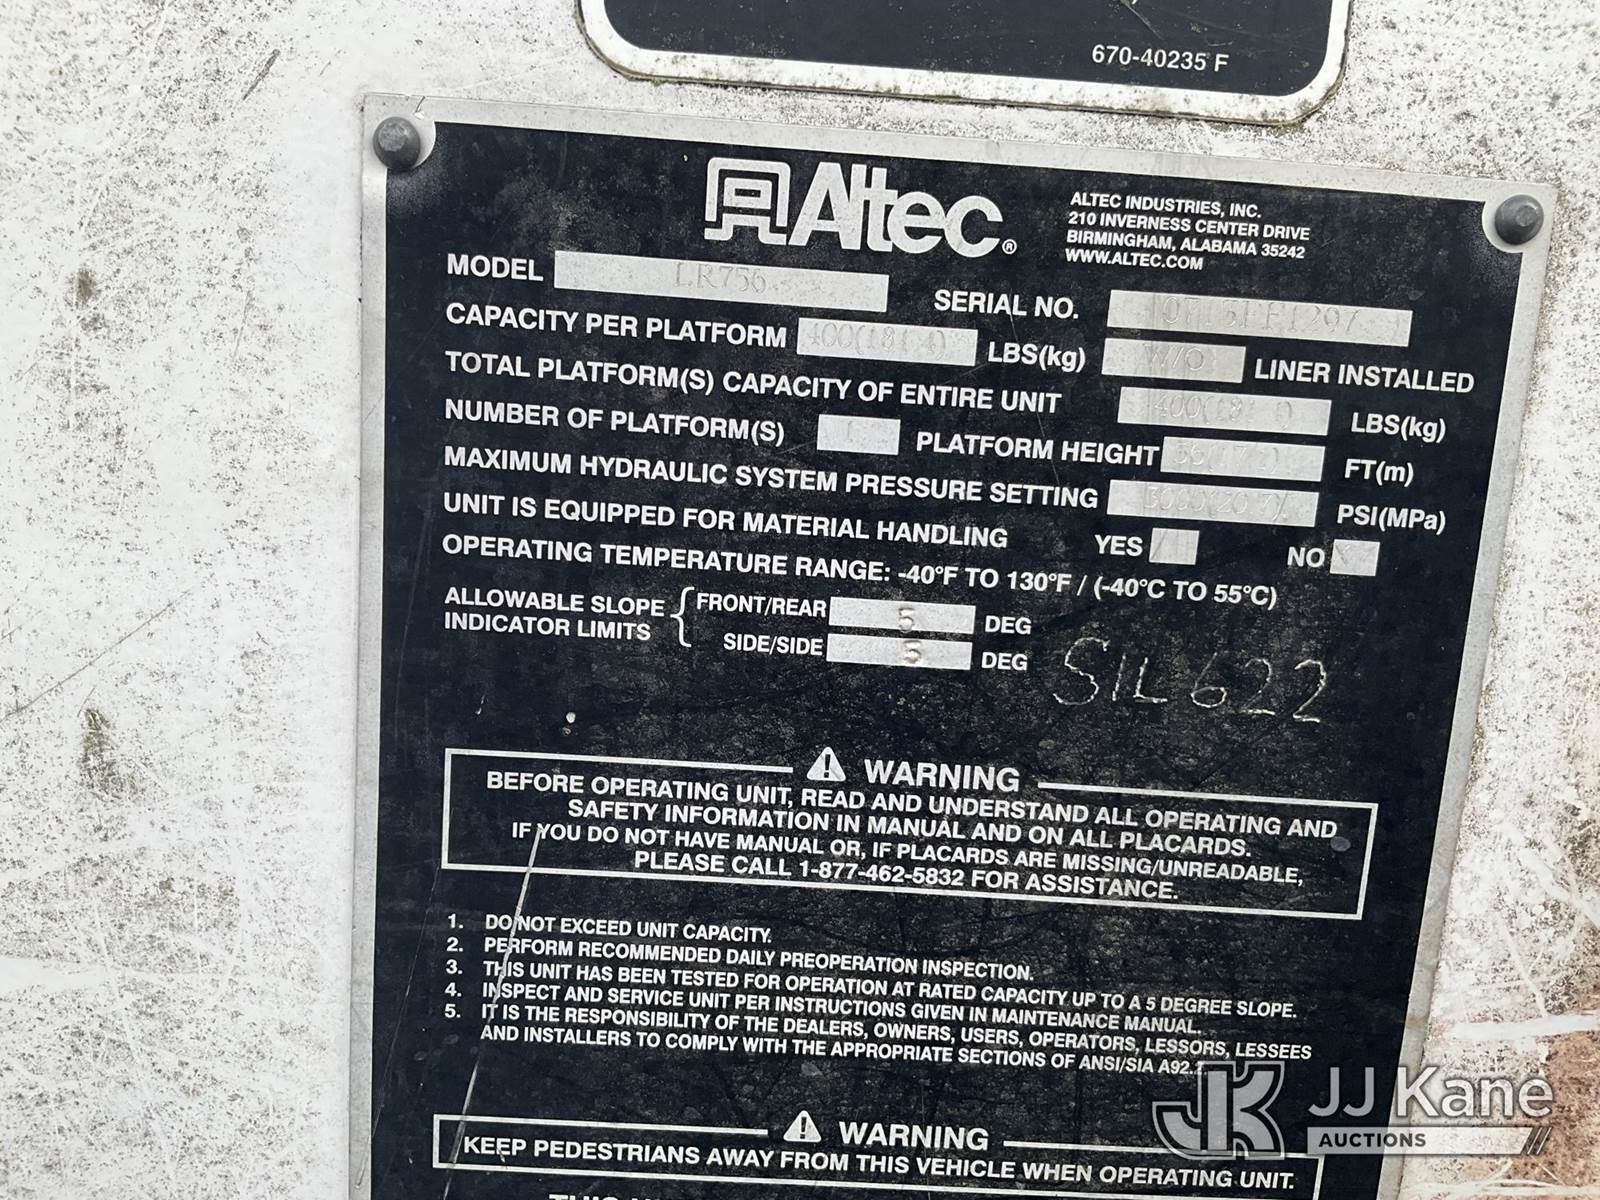 670-40235 F
Altec®
ALTEC INDUSTRIES, INC.
210 INVERNESS CENTER DRIVE
BIRMINGHAM, ALABAMA 35242
WWW.ALTEC.COM
MODEL LR756
SERIAL NO.
CAPACITY PER PLATFORM LBS(kg) W/O LINER INSTALLED
TOTAL PLATFORM(S) CAPACITY OF ENTIRE UNIT LBS(kg)
NUMBER OF PLATFORM(S) PLATFORM HEIGHT FT(m)
MAXIMUM HYDRAULIC SYSTEM PRESSURE SETTING PSI(MPa)
UNIT IS EQUIPPED FOR MATERIAL HANDLING YES NO
OPERATING TEMPERATURE RANGE: -40°F TO 130°F / (-40°C TO 55°C)
ALLOWABLE SLOPE INDICATOR LIMITS
FRONT/REAR 5 DEG
SIDE/SIDE 5 DEG
SIL622
WARNING
BEFORE OPERATING UNIT, READ AND UNDERSTAND ALL OPERATING AND
SAFETY INFORMATION IN MANUAL AND ON ALL PLACARDS.
IF YOU DO NOT HAVE MANUAL OR, IF PLACARDS ARE MISSING/UNREADABLE,
PLEASE CALL 1-877-462-5832 FOR ASSISTANCE.
1. DO NOT EXCEED UNIT CAPACITY.
2. PERFORM RECOMMENDED DAILY PREOPERATION INSPECTION.
3. THIS UNIT HAS BEEN TESTED FOR OPERATION AT RATED CAPACITY UP TO A 5 DEGREE SLOPE.
4. INSPECT AND SERVICE UNIT PER INSTRUCTIONS GIVEN IN MAINTENANCE MANUAL.
5. IT IS THE RESPONSIBILITY OF THE DEALERS, OWNERS, USERS, OPERATORS, LESSORS, LESSEES
AND INSTALLERS TO COMPLY WITH THE APPROPRIATE SECTIONS OF ANSI/SIA A92.2.
WARNING
KEEP PEDESTRIANS AWAY FROM THIS VEHICLE WHEN OPERATING UNIT.
JK JJ Kane
AUCTIONS